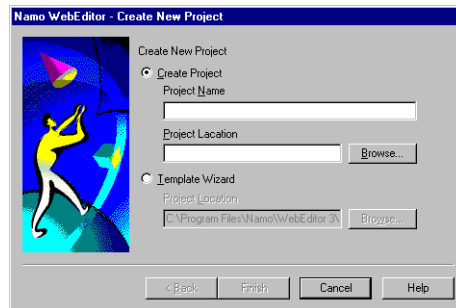 Namo WebEditor - Create New Project
Create New Project
Create Project
Project Name
Project Lacation
Browse...
Template Wizard
Project Location
C:\Program Files\Namo\WebEditor 3\
Browse...
< Back Finish Cancel Help